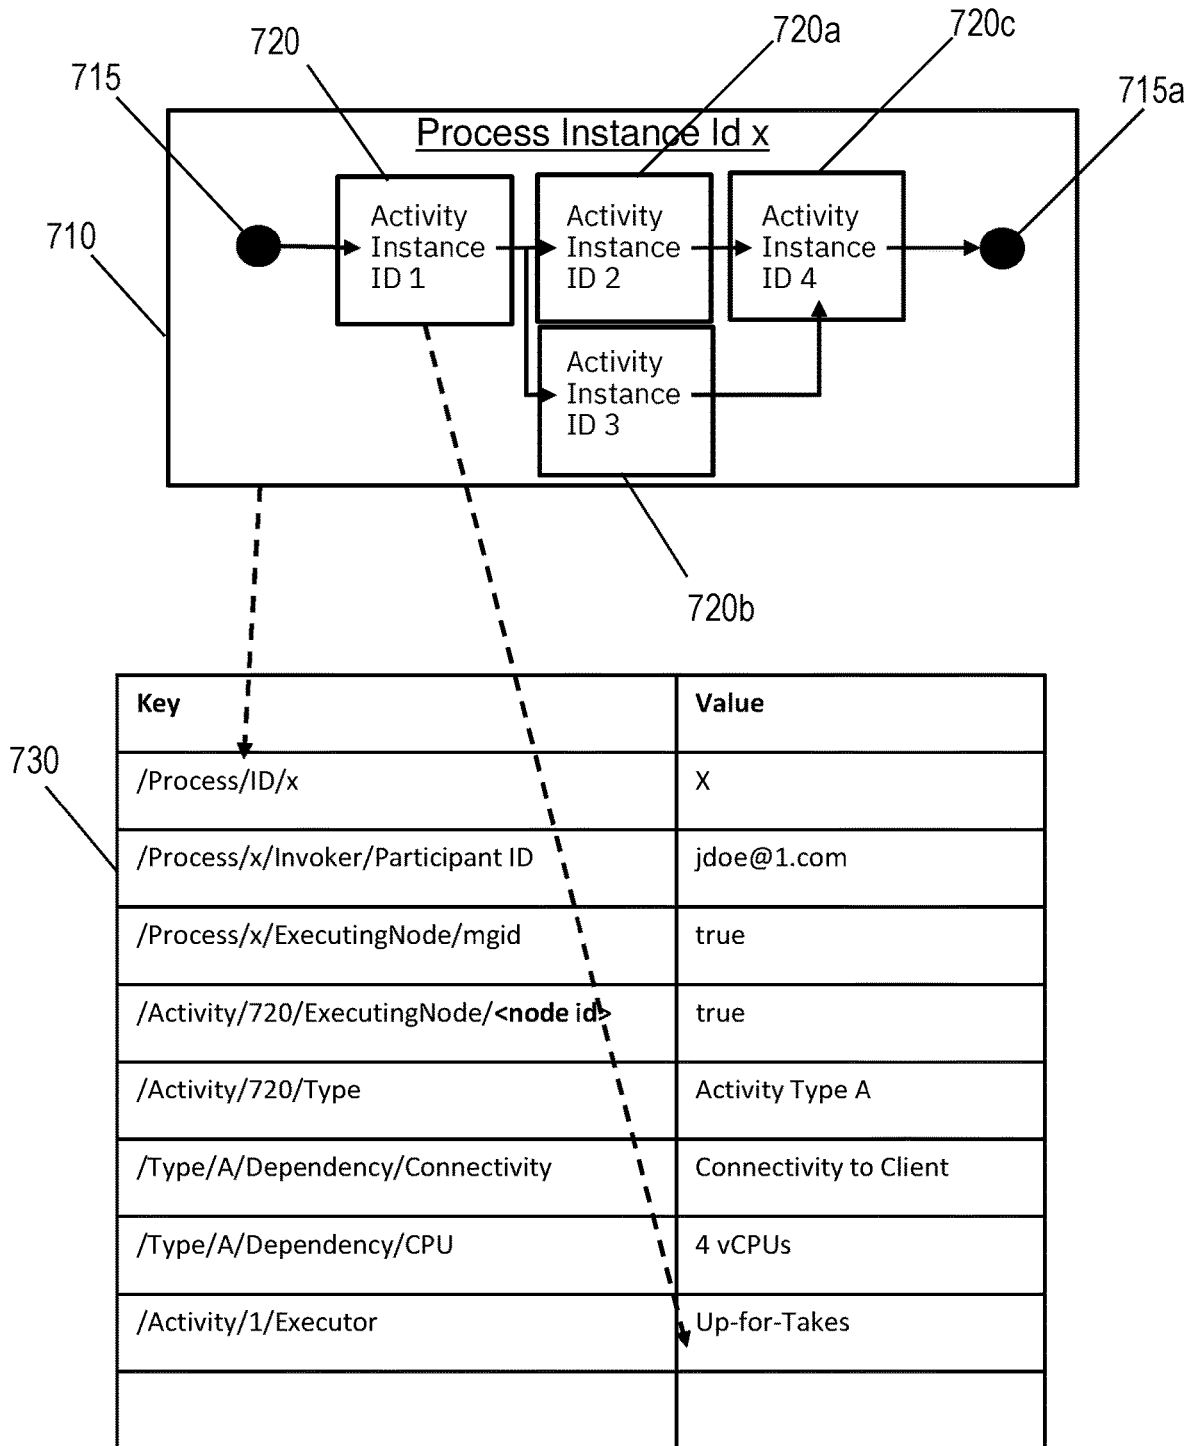 720
720a
720c
715
715a
Process Instance Id x
710
Activity
Instance
ID 1
Activity
Instance
ID 2
Activity
Instance
ID 4
Activity
Instance
ID 3
720b
Key Value
730
/Process/ID/x X
/Process/x/Invoker/Participant ID jdoe@1.com
/Process/x/ExecutingNode/mgid true
/Activity/720/ExecutingNode/<node id> true
/Activity/720/Type Activity Type A
/Type/A/Dependency/Connectivity Connectivity to Client
/Type/A/Dependency/CPU 4 vCPUs
/Activity/1/Executor Up-for-Takes